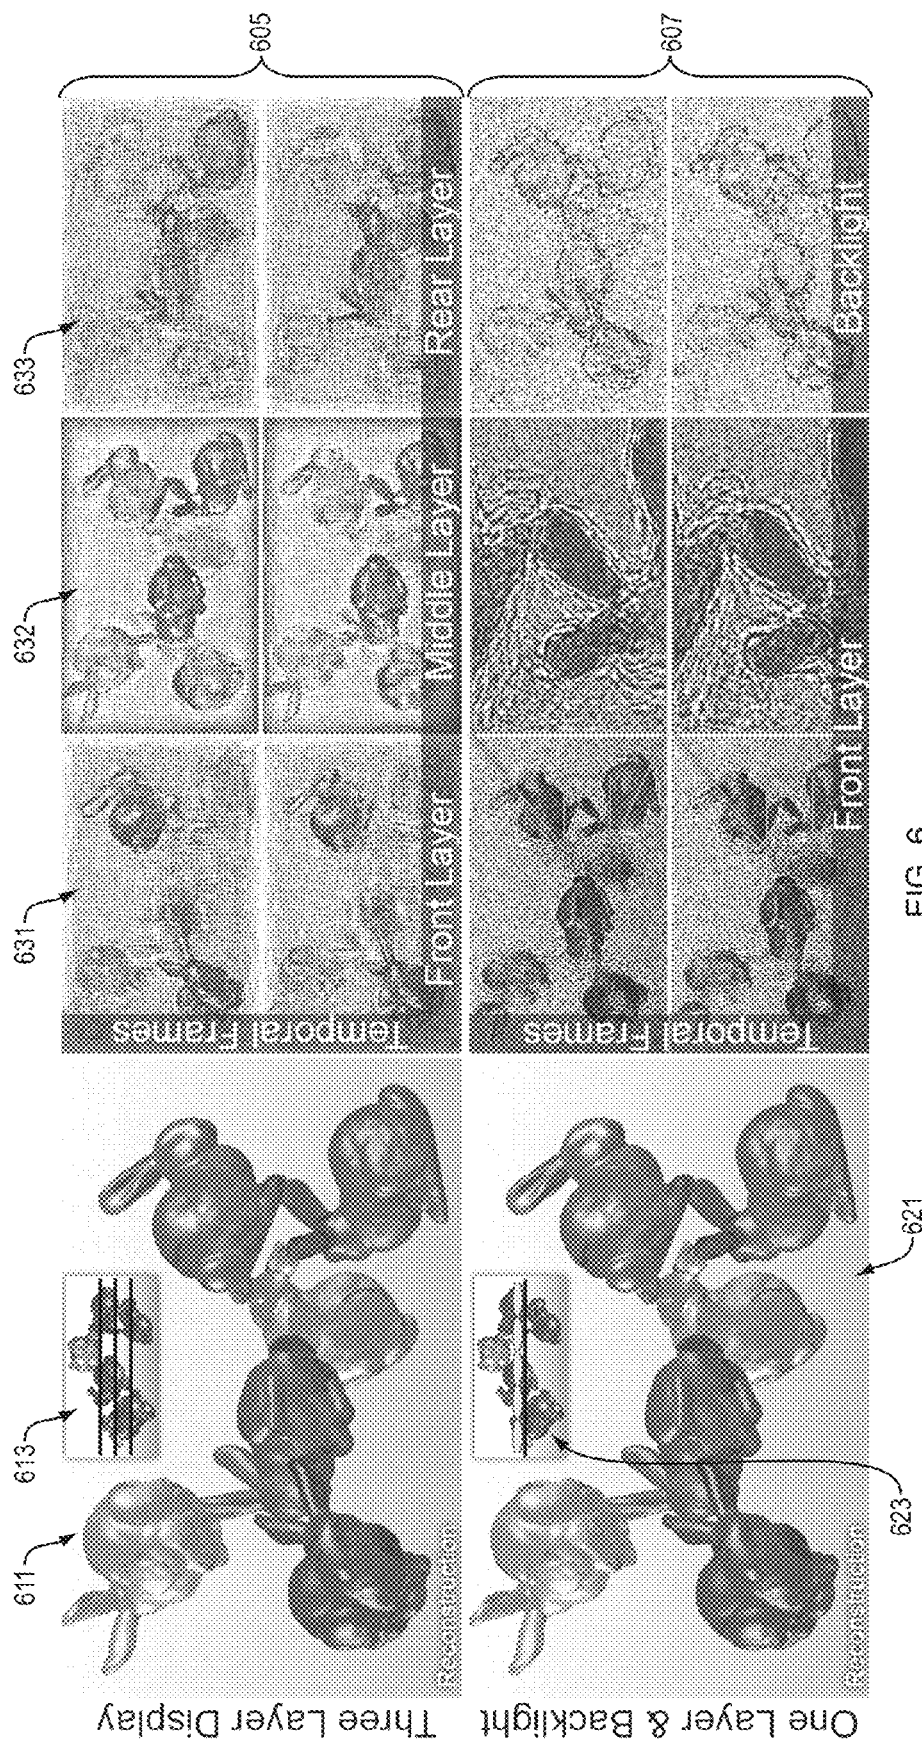 Three Layer Display
611
613
631
632
633
605
Reconstruction
Temporal Frames
Front Layer
Middle Layer
Rear Layer
One Layer & Backlight
Reconstruction
623
621
Temporal Frames
Front Layer
Backlight
607
FIG. 6